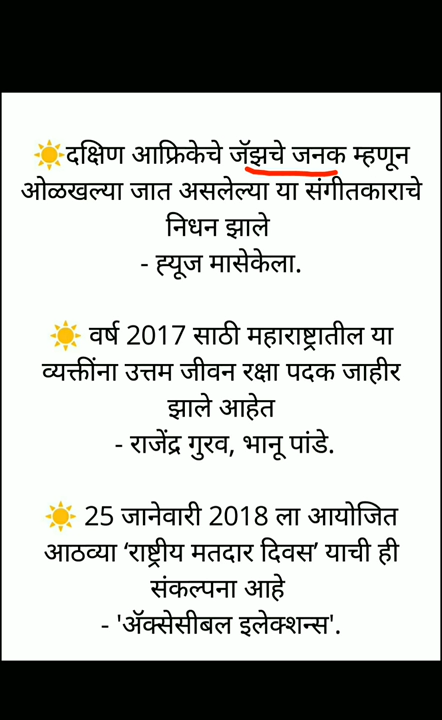 ☀️दक्षिण आफ्रिकेचे जॅझचे जनक म्हणून
ओळखल्या जात असलेल्या या संगीतकाराचे
निधन झाले
- ह्यूज मासेकेला.
☀️ वर्ष 2017 साठी महाराष्ट्रातील या
व्यक्तींना उत्तम जीवन रक्षा पदक जाहीर
झाले आहेत
- राजेंद्र गुरव, भानू पांडे.
☀️ 25 जानेवारी 2018 ला आयोजित
आठव्या ‘राष्ट्रीय मतदार दिवस’ याची ही
संकल्पना आहे
- 'ॲक्सेसीबल इलेक्शन्स'.